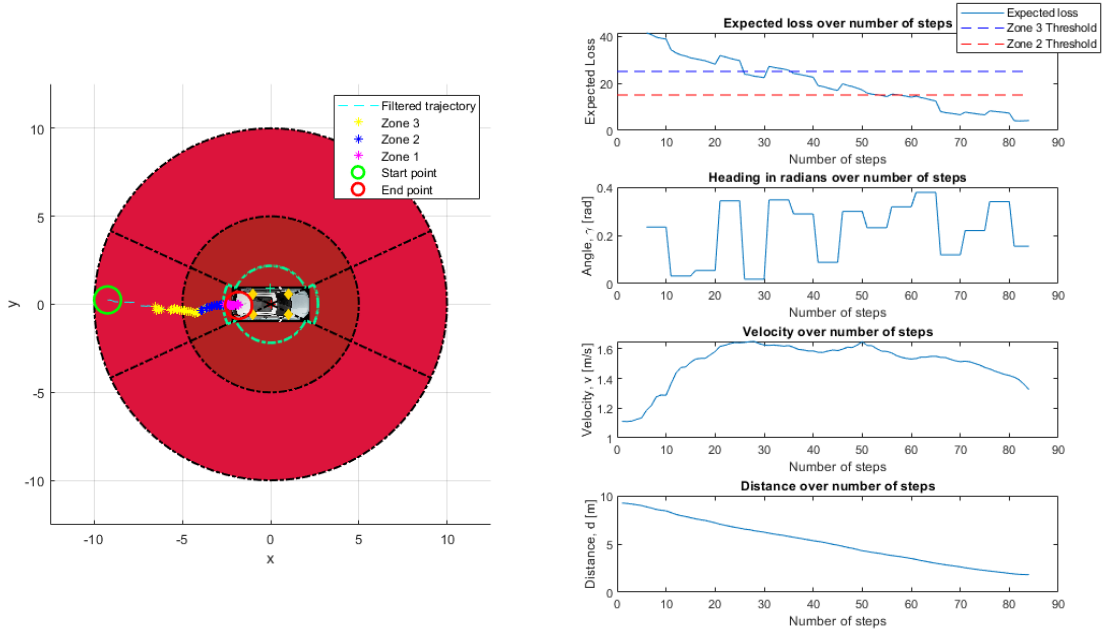 Filtered trajectory
Zone 3
Zone 2
Zone 1
Start point
End point
10
5
0
-5
-10
y
-10
-5
0
5
10
x
Expected loss over number of steps
Expected loss
Zone 3 Threshold
Zone 2 Threshold
Expected Loss
40
20
0
0 10 20 30 40 50 60 70 80 90
Number of steps
Heading in radians over number of steps
Angle, γ [rad]
0.4
0.2
0
0 10 20 30 40 50 60 70 80 90
Number of steps
Velocity over number of steps
Velocity, v [m/s]
1.6
1.4
1.2
1
0 10 20 30 40 50 60 70 80 90
Number of steps
Distance over number of steps
Distance, d [m]
10
5
0
0 10 20 30 40 50 60 70 80 90
Number of steps